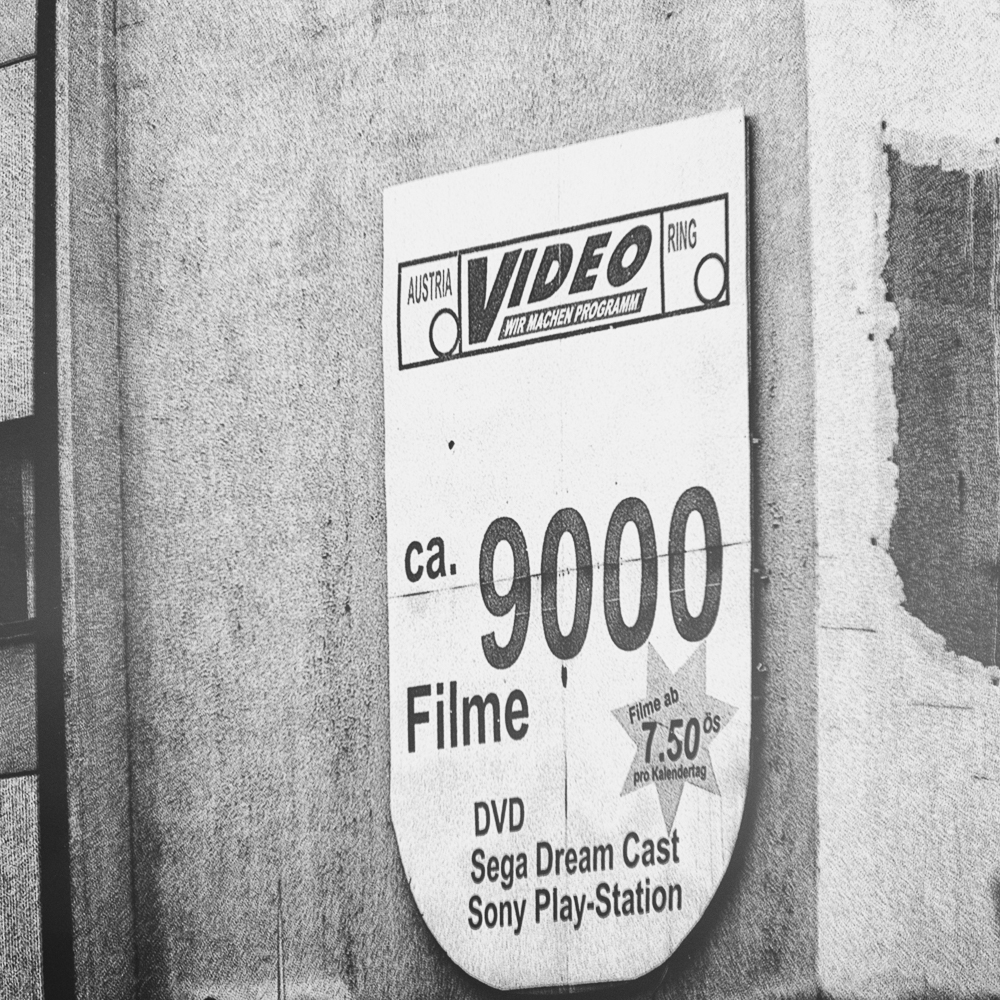 AUSTRIA VIDEO RING
WIR MACHEN PROGRAMM
ca. 9000
Filme
Filme ab
7.50 ös
pro Kalendertag
DVD
Sega Dream Cast
Sony Play-Station